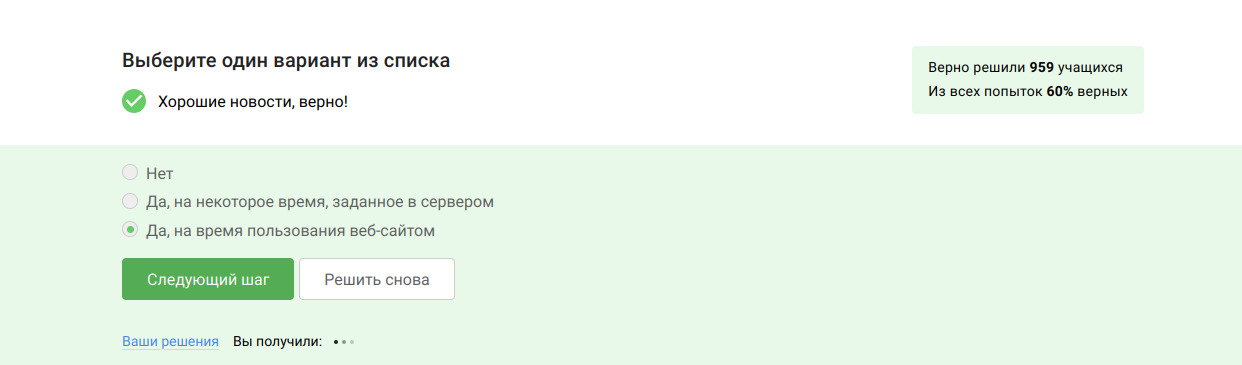 Выберите один вариант из списка
Хорошие новости, верно!
Верно решили 959 учащихся
Из всех попыток 60% верных
Нет
Да, на некоторое время, заданное в сервером
Да, на время пользования веб-сайтом
Следующий шаг
Решить снова
Ваши решения Вы получили: